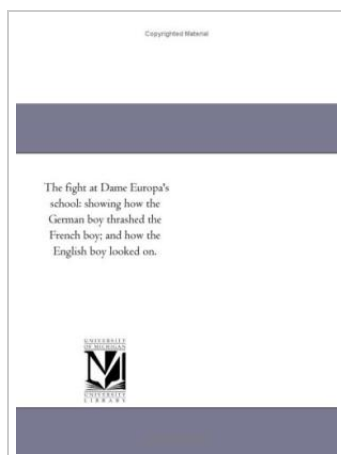 Copyrighted Material
The fight at Dame Europa's
school: showing how the
German boy thrashed the
French boy; and how the
English boy looked on.
UNIVERSITY
OF MICHIGAN
UNIVERSITY
LIBRARY